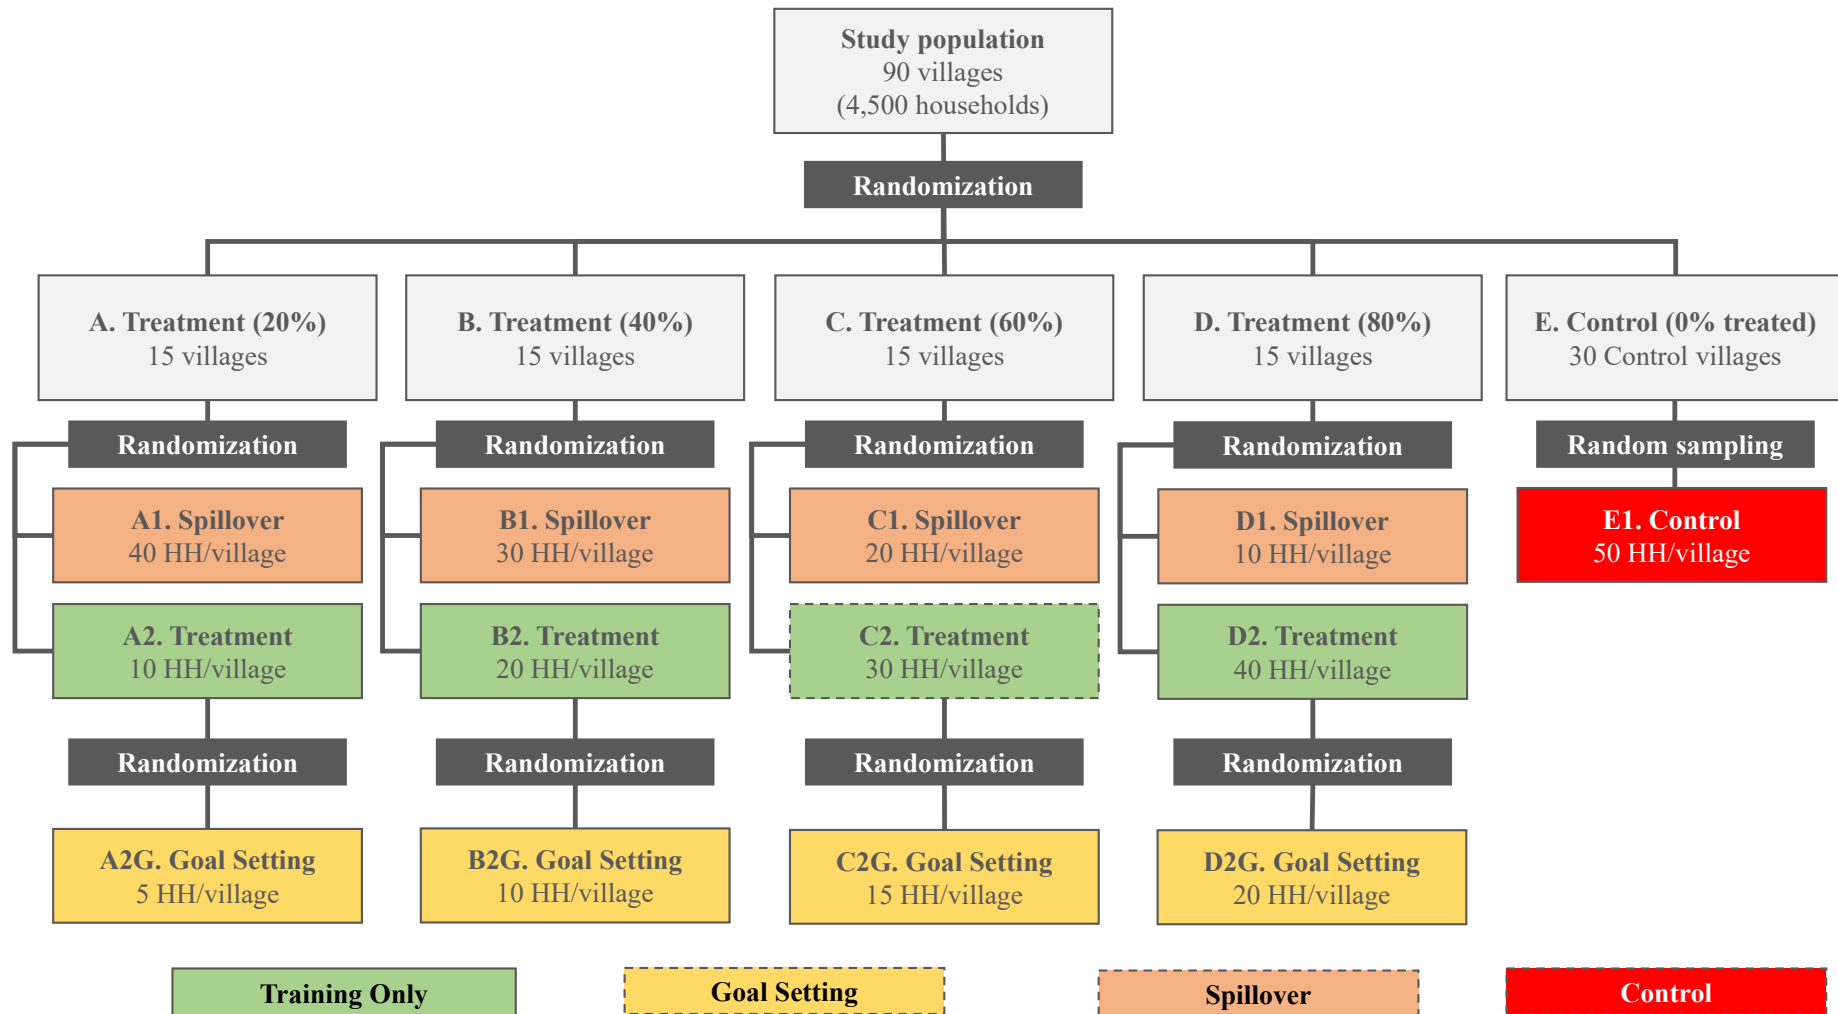 Study population
90 villages
(4,500 households)
Randomization
A. Treatment (20%)
15 villages
B. Treatment (40%)
15 villages
C. Treatment (60%)
15 villages
D. Treatment (80%)
15 villages
E. Control (0% treated)
30 Control villages
Randomization
Randomization
Randomization
Randomization
Random sampling
A1. Spillover
40 HH/village
B1. Spillover
30 HH/village
C1. Spillover
20 HH/village
D1. Spillover
10 HH/village
E1. Control
50 HH/village
A2. Treatment
10 HH/village
B2. Treatment
20 HH/village
C2. Treatment
30 HH/village
D2. Treatment
40 HH/village
Randomization
Randomization
Randomization
Randomization
A2G. Goal Setting
5 HH/village
B2G. Goal Setting
10 HH/village
C2G. Goal Setting
15 HH/village
D2G. Goal Setting
20 HH/village
Training Only
Goal Setting
Spillover
Control